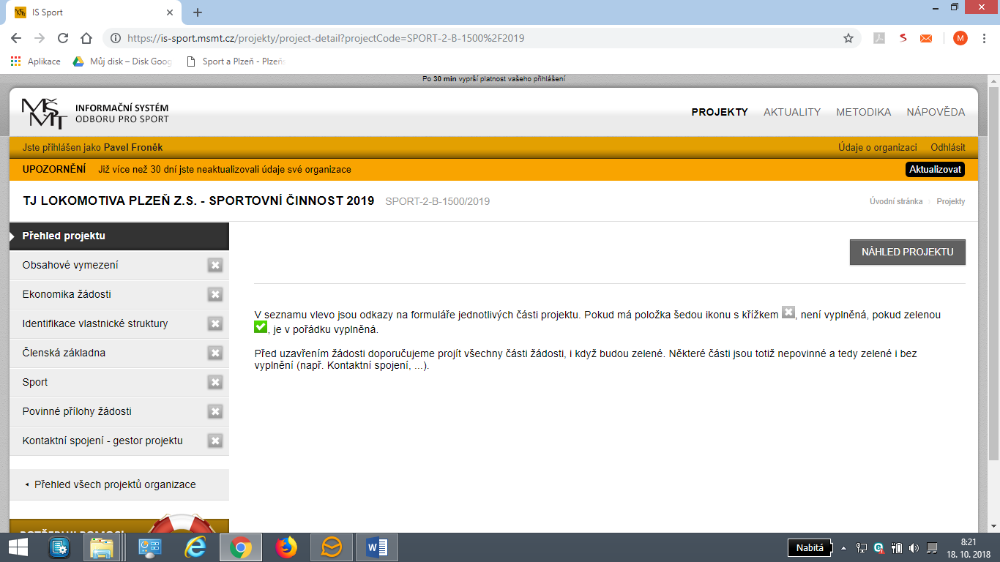 IS Sport
https://is-sport.msmt.cz/projekty/project-detail?projectCode=SPORT-2-B-1500%2F2019
M
Aplikace
Můj disk – Disk Goog
Sport a Plzeň - Plzeňs
Po 30 min vyprší platnost vašeho přihlášení
MŠMT
INFORMAČNÍ SYSTÉM
ODBORU PRO SPORT
PROJEKTY AKTUALITY METODIKA NÁPOVĚDA
Jste přihlášen jako Pavel Froněk
Údaje o organizaci Odhlásit
UPOZORNĚNÍ Již více než 30 dní jste neaktualizovali údaje své organizace
Aktualizovat
TJ LOKOMOTIVA PLZEŇ Z.S. - SPORTOVNÍ ČINNOST 2019 SPORT-2-B-1500/2019
Úvodní stránka Projekty
Přehled projektu
Obsahové vymezení
Ekonomika žádosti
Identifikace vlastnické struktury
Členská základna
Sport
Povinné přílohy žádosti
Kontaktní spojení - gestor projektu
Přehled všech projektů organizace
POTŘEBUJI POMOCI
NÁHLED PROJEKTU
V seznamu vlevo jsou odkazy na formuláře jednotlivých části projektu. Pokud má položka šedou ikonu s křížkem , není vyplněná, pokud zelenou
, je v pořádku vyplněná.
Před uzavřením žádosti doporučujeme projít všechny části žádosti, i když budou zelené. Některé části jsou totiž nepovinné a tedy zelené i bez
vyplnění (např. Kontaktní spojení, ...).
Nabitá
8:21
18. 10. 2018